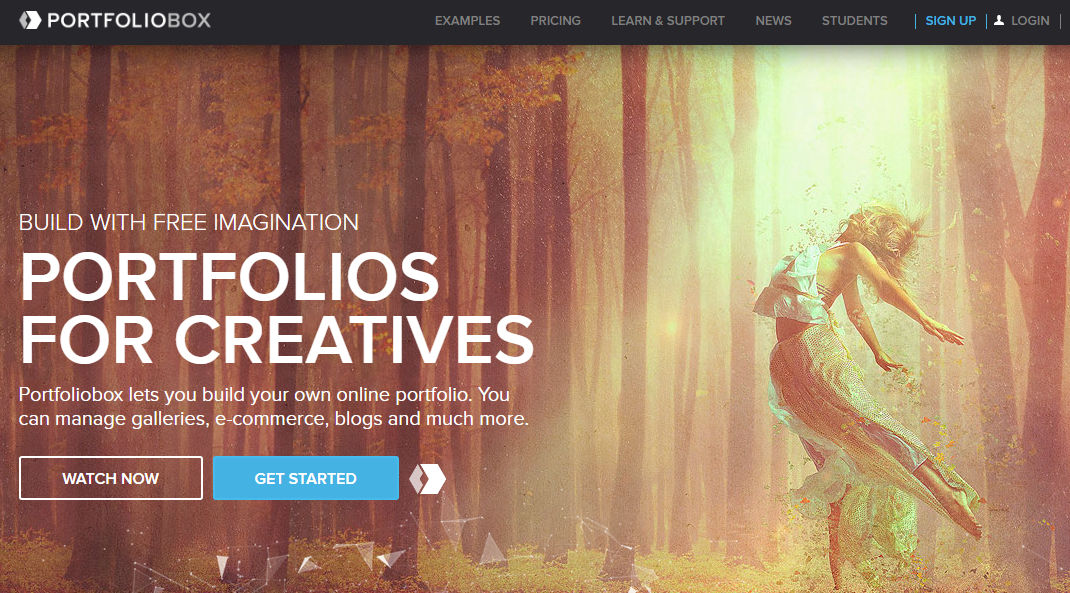 PORTFOLIOBOX
EXAMPLES PRICING LEARN & SUPPORT NEWS STUDENTS SIGN UP LOGIN
BUILD WITH FREE IMAGINATION
PORTFOLIOS
FOR CREATIVES
Portfoliobox lets you build your own online portfolio. You
can manage galleries, e-commerce, blogs and much more.
WATCH NOW
GET STARTED